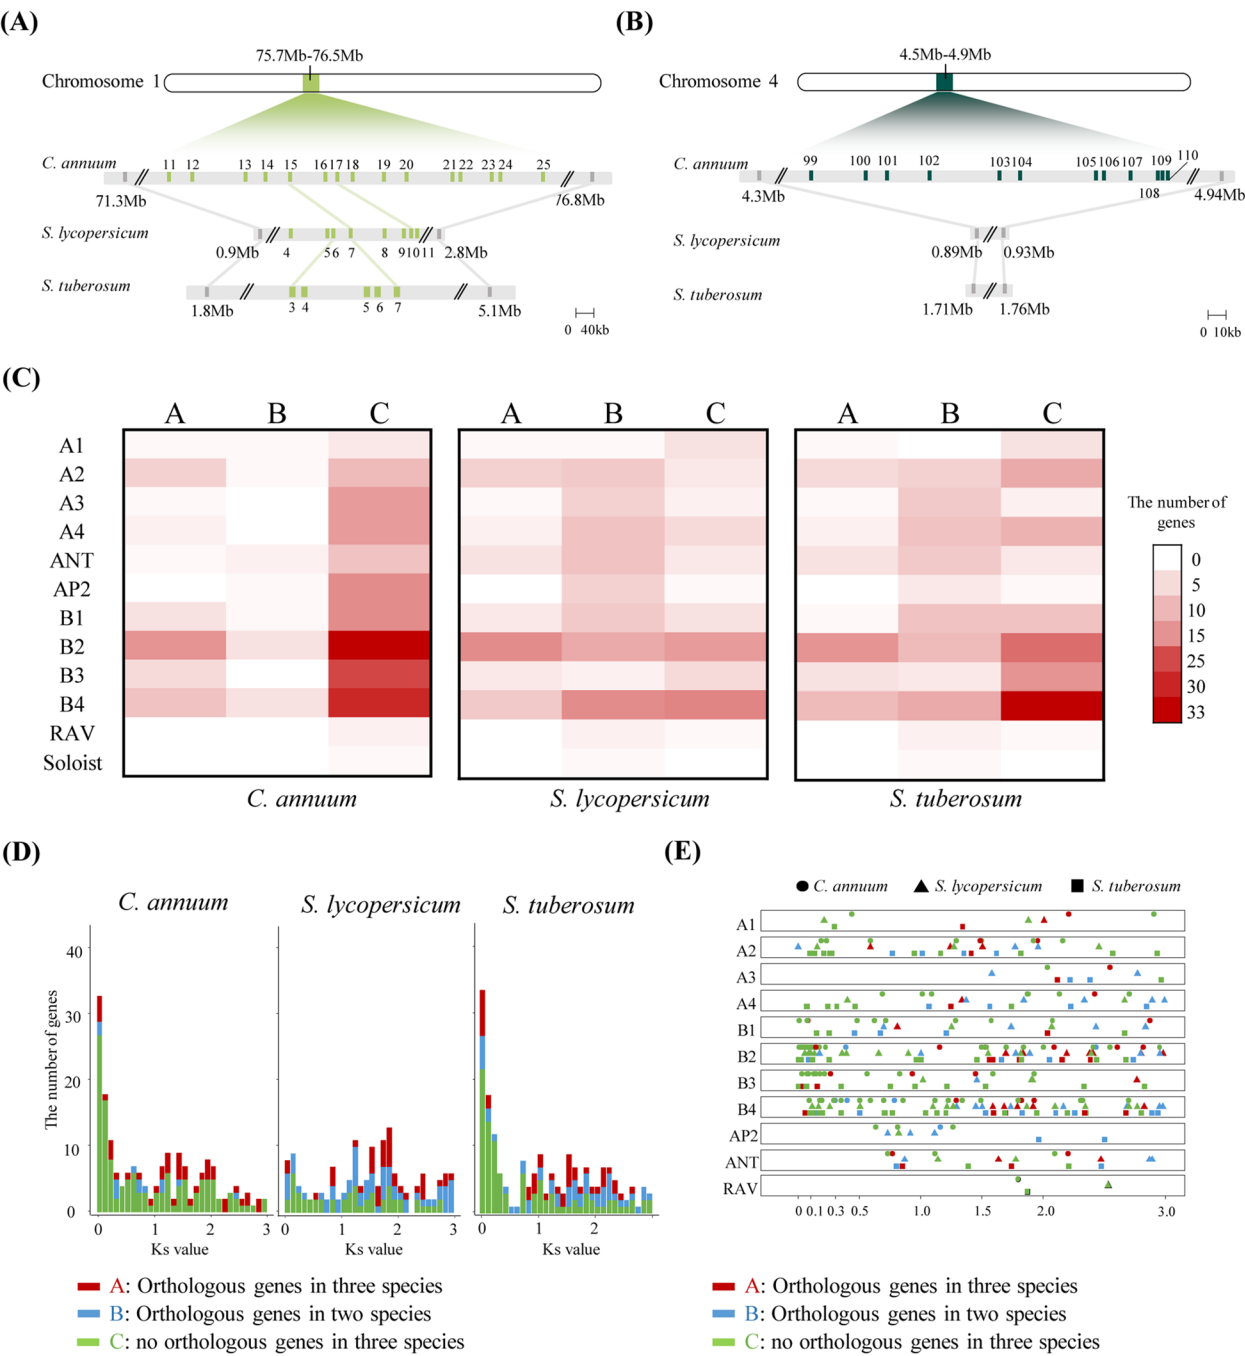 (A)
75.7Mb-76.5Mb
Chromosome 1
C. annuum
11 12 13 14 15 16 17 18 19 20 21 22 23 24 25
71.3Mb 76.8Mb
S. lycopersicum
0.9Mb 4 5 6 7 8 9 10 11 2.8Mb
S. tuberosum
1.8Mb 3 4 5 6 7 5.1Mb
0 40kb
(B)
4.5Mb-4.9Mb
Chromosome 4
C. annuum
99 100 101 102 103 104 105 106 107 109 110
108
4.3Mb 4.94Mb
S. lycopersicum
0.89Mb 0.93Mb
S. tuberosum
1.71Mb 1.76Mb
0 10kb
(C)
A B C A B C A B C
A1
A2
A3
A4
ANT
AP2
B1
B2
B3
B4
RAV
Soloist
C. annuum S. lycopersicum S. tuberosum
The number of
genes
0
5
10
15
25
30
33
(D)
C. annuum S. lycopersicum S. tuberosum
The number of genes
40
30
20
10
0
0 1 2 3 0 1 2 3 0 1 2
Ks value Ks value Ks value
A: Orthologous genes in three species
B: Orthologous genes in two species
C: no orthologous genes in three species
(E)
C. annuum S. lycopersicum S. tuberosum
A1
A2
A3
A4
B1
B2
B3
B4
AP2
ANT
RAV
0 0.1 0.3 0.5 1.0 1.5 2.0 3.0
A: Orthologous genes in three species
B: Orthologous genes in two species
C: no orthologous genes in three species